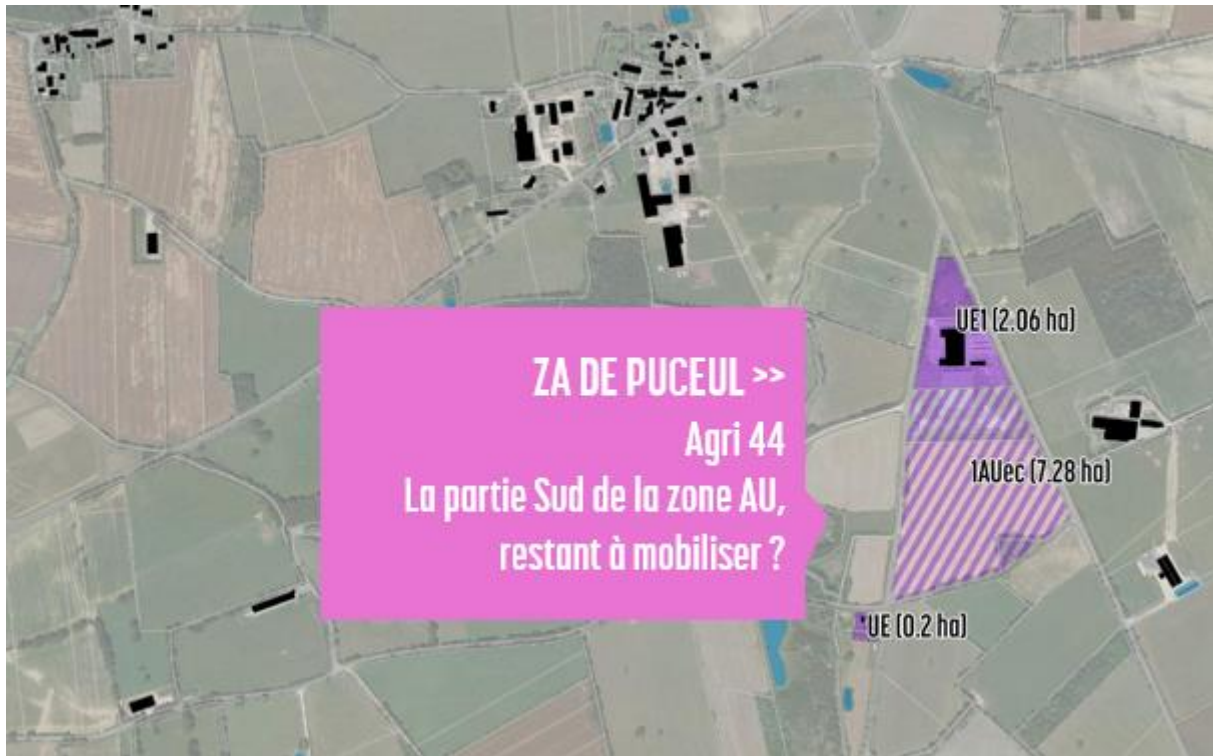 UE1 (2.06 ha)
ZA DE PUCEUL >>
Agri 44
La partie Sud de la zone AU,
restant à mobiliser ?
1AUec (7.28 ha)
UE (0.2 ha)